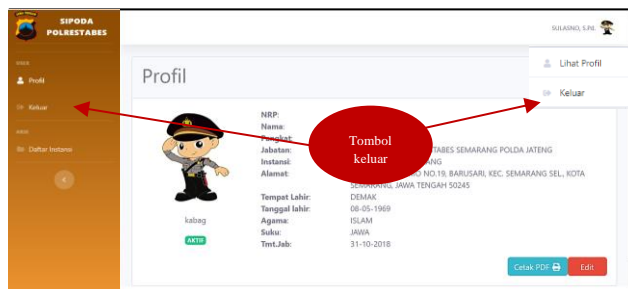 SIPODA
POLRESTABES
SULASNO, S.Pd.
Profil
Keluar
Daftar Instansi
Profil
Lihat Profil
Keluar
Tombol
keluar
NRP:
Nama:
Pangkat:
Jabatan: TABES SEMARANG POLDA JATENG
Instansi: NG
Alamat: NO.19, BARUSARI, KEC. SEMARANG SEL., KOTA
SEMARANG, JAWA TENGAH 50245
Tempat Lahir: DEMAK
Tanggal lahir: 08-05-1969
Agama: ISLAM
Suku: JAWA
Tmt.Jab: 31-10-2018
kabag
AKTIF
Cetak PDF
Edit